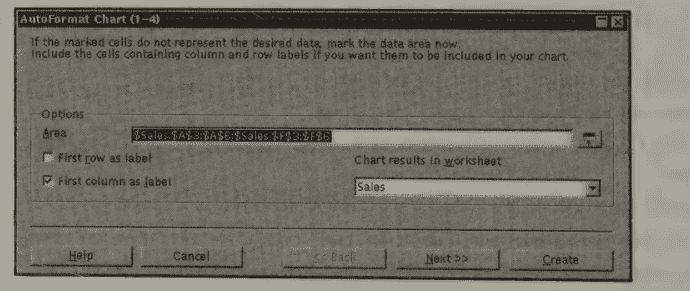 AutoFormat Chart (1-4)
If the marked cells do not represent the desired data, mark the data area now.
Include the cells containing column and row labels if you want them to be included in your chart.
Options
Area
$Sales.$A$3:$A$6;$Sales.$F$3:$F$6
First row as label
Chart results in worksheet
First column as label
Sales
Help
Cancel
<< Back
Next >>
Create